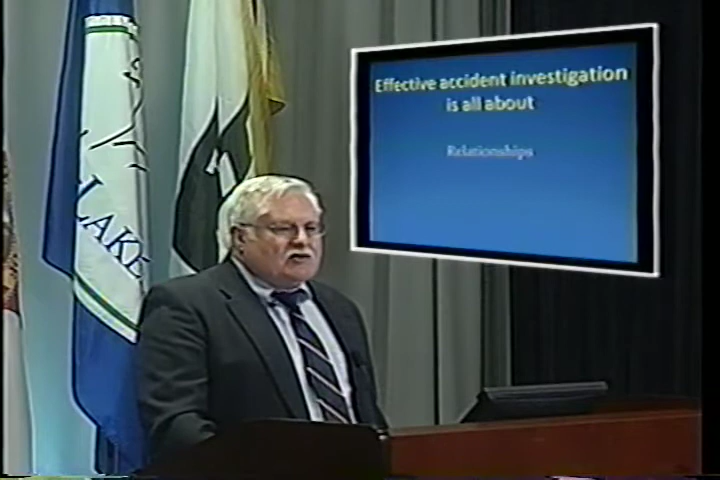 Effective accident investigation
is all about
Relationships
LAKE